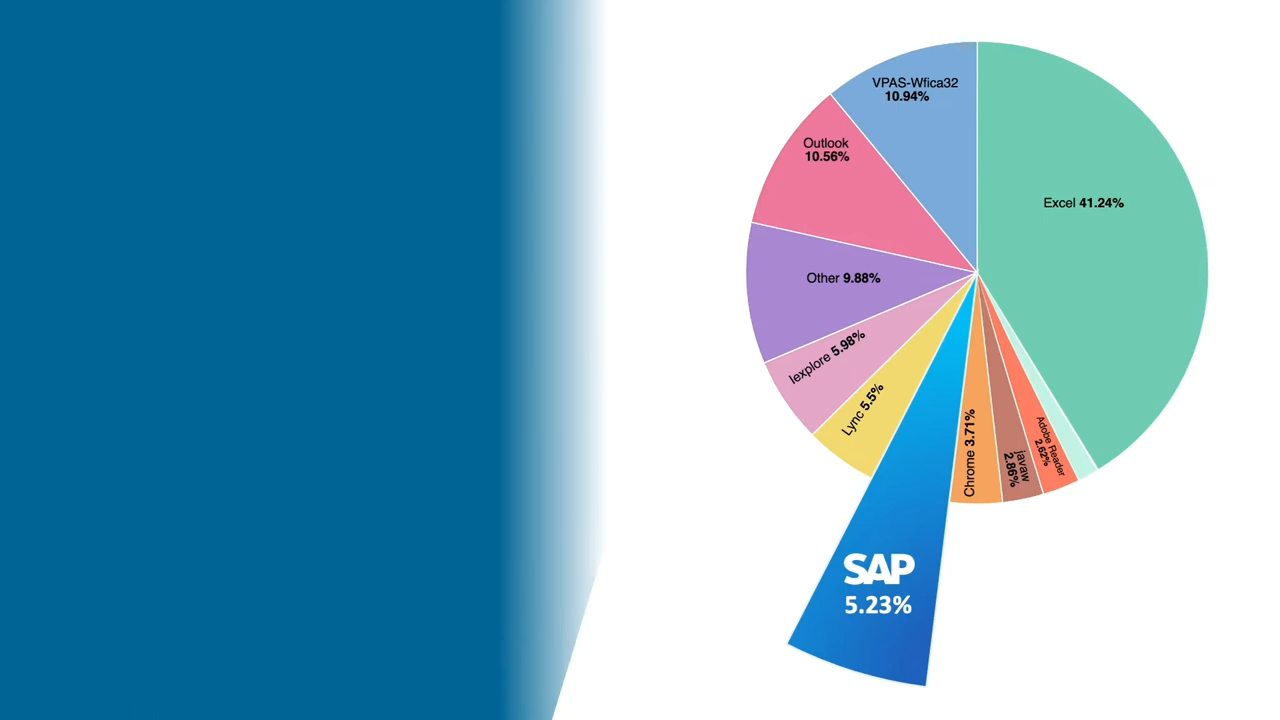 VPAS-Wfica32
10.94%
Outlook
10.56%
Excel 41.24%
Other 9.88%
Iexplore 5.98%
Lync 5.5%
Chrome 3.71%
javaw
2.86%
Adobe Reader
2.62%
SAP
5.23%